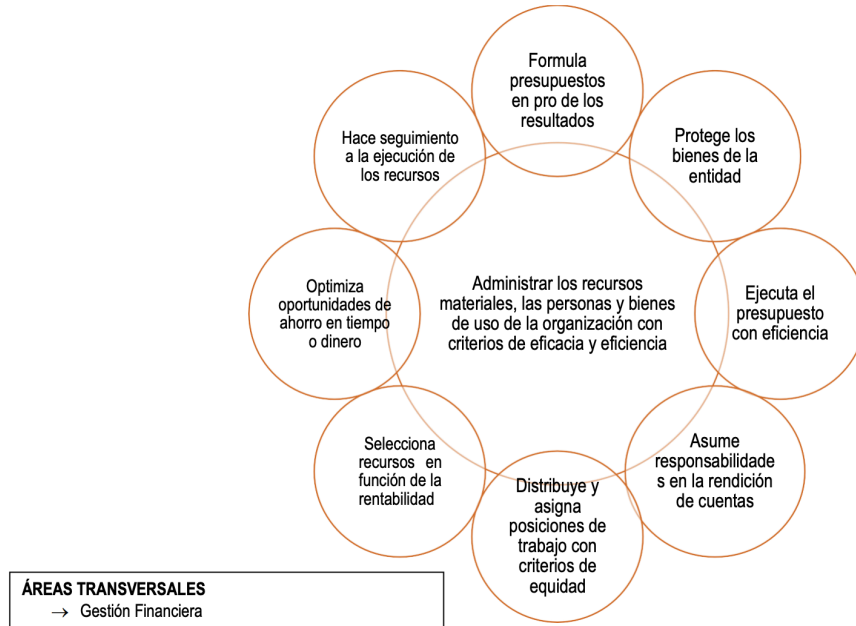 Formula
presupuestos
en pro de los
resultados
Protege los
bienes de la
entidad
Ejecuta el
presupuesto
con eficiencia
Asume
responsabilidade
s en la rendición
de cuentas
Distribuye y
asigna
posiciones de
trabajo con
criterios de
equidad
Selecciona
recursos en
función de la
rentabilidad
Optimiza
oportunidades de
ahorro en tiempo
o dinero
Hace seguimiento
a la ejecución de
los recursos
Administrar los recursos
materiales, las personas y bienes
de uso de la organización con
criterios de eficacia y eficiencia
ÁREAS TRANSVERSALES
→ Gestión Financiera